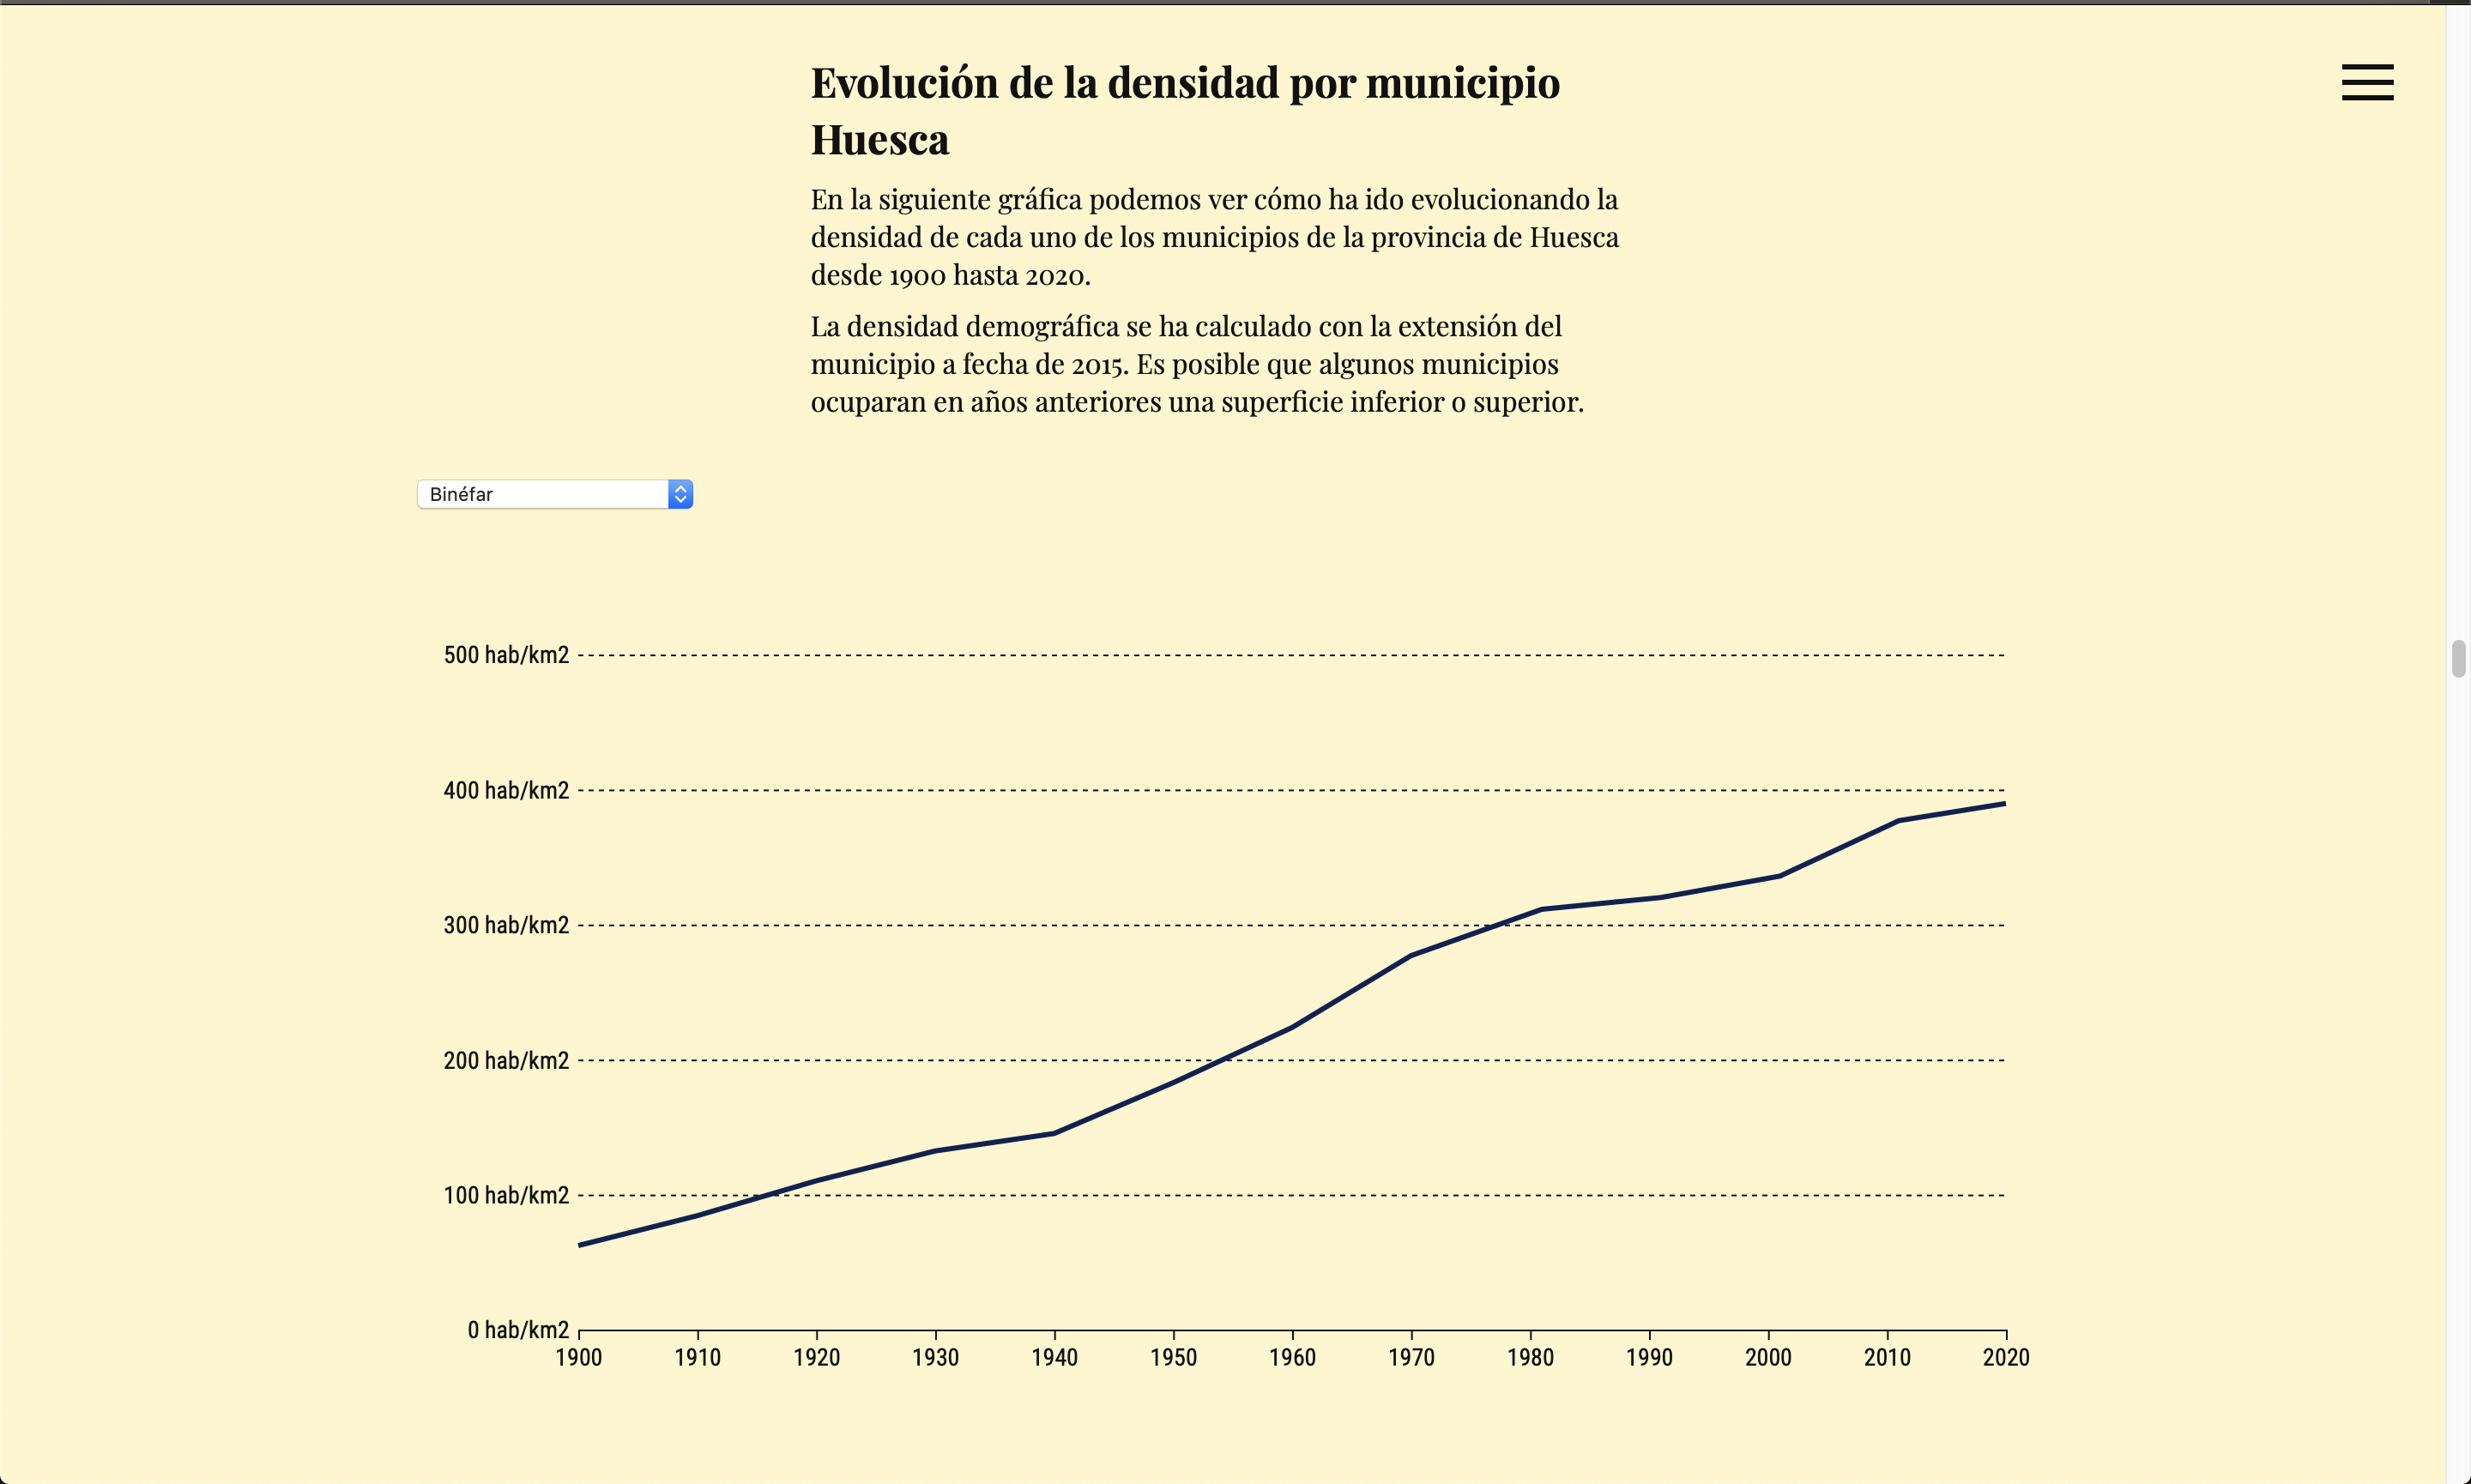 Evolución de la densidad por municipio
Huesca
En la siguiente gráfica podemos ver cómo ha ido evolucionando la
densidad de cada uno de los municipios de la provincia de Huesca
desde 1900 hasta 2020.
La densidad demográfica se ha calculado con la extensión del
municipio a fecha de 2015. Es posible que algunos municipios
ocuparan en años anteriores una superficie inferior o superior.
Binéfar
500 hab/km2
400 hab/km2
300 hab/km2
200 hab/km2
100 hab/km2
0 hab/km2
1900 1910 1920 1930 1940 1950 1960 1970 1980 1990 2000 2010 2020